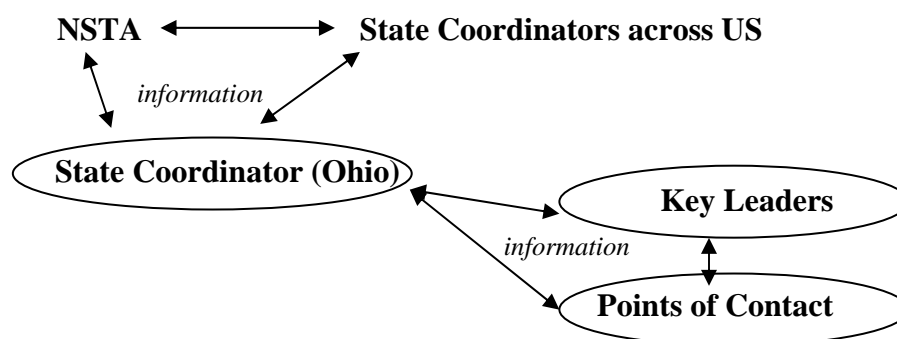 NSTA State Coordinators across US
information
State Coordinator (Ohio)
Key Leaders
information
Points of Contact